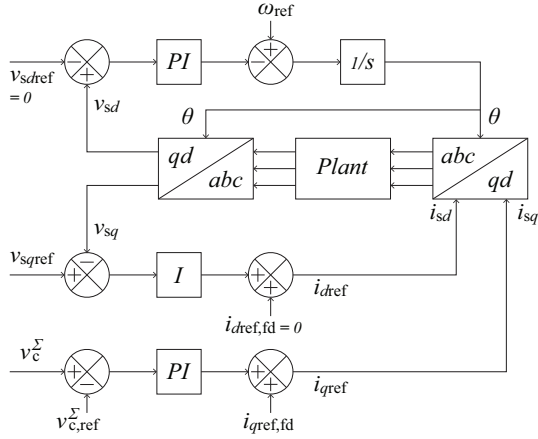 ω_ref
PI
1/s
v_sdref
= 0
v_sd
θ
θ
qd
abc
Plant
abc
qd
i_sd
i_sq
v_sq
v_sqref
I
i_dref
i_dref,fd = 0
v_c^Σ
PI
i_qref
v_c,ref^Σ
i_qref,fd